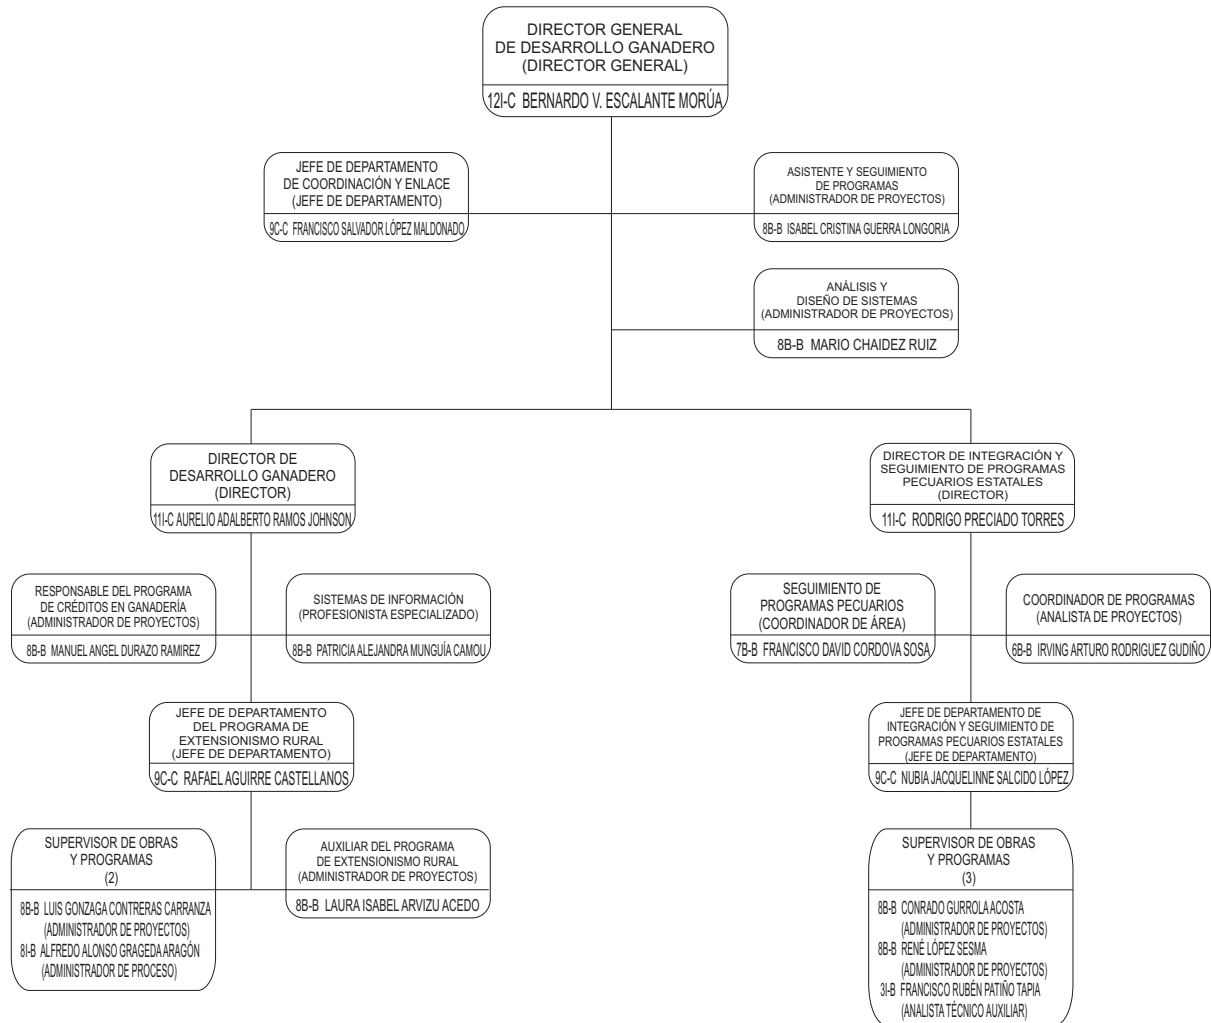 DIRECTOR GENERAL
DE DESARROLLO GANADERO
(DIRECTOR GENERAL)
12I-C BERNARDO V. ESCALANTE MORÚA
JEFE DE DEPARTAMENTO
DE COORDINACIÓN Y ENLACE
(JEFE DE DEPARTAMENTO)
9C-C FRANCISCO SALVADOR LÓPEZ MALDONADO
ASISTENTE Y SEGUIMIENTO
DE PROGRAMAS
(ADMINISTRADOR DE PROYECTOS)
8B-B ISABEL CRISTINA GUERRA LONGORIA
ANÁLISIS Y
DISEÑO DE SISTEMAS
(ADMINISTRADOR DE PROYECTOS)
8B-B MARIO CHAIDEZ RUIZ
DIRECTOR DE
DESARROLLO GANADERO
(DIRECTOR)
11I-C AURELIO ADALBERTO RAMOS JOHNSON
DIRECTOR DE INTEGRACIÓN Y
SEGUIMIENTO DE PROGRAMAS
PECUARIOS ESTATALES
(DIRECTOR)
11I-C RODRIGO PRECIADO TORRES
RESPONSABLE DEL PROGRAMA
DE CRÉDITOS EN GANADERÍA
(ADMINISTRADOR DE PROYECTOS)
8B-B MANUEL ANGEL DURAZO RAMIREZ
SISTEMAS DE INFORMACIÓN
(PROFESIONISTA ESPECIALIZADO)
8B-B PATRICIA ALEJANDRA MUNGUÍA CAMOU
SEGUIMIENTO DE
PROGRAMAS PECUARIOS
(COORDINADOR DE ÁREA)
7B-B FRANCISCO DAVID CORDOVA SOSA
COORDINADOR DE PROGRAMAS
(ANALISTA DE PROYECTOS)
6B-B IRVING ARTURO RODRIGUEZ GUDIÑO
JEFE DE DEPARTAMENTO
DEL PROGRAMA DE
EXTENSIONISMO RURAL
(JEFE DE DEPARTAMENTO)
9C-C RAFAEL AGUIRRE CASTELLANOS
JEFE DE DEPARTAMENTO DE
INTEGRACIÓN Y SEGUIMIENTO DE
PROGRAMAS PECUARIOS ESTATALES
(JEFE DE DEPARTAMENTO)
9C-C NUBIA JACQUELINNE SALCIDO LÓPEZ
SUPERVISOR DE OBRAS
Y PROGRAMAS
(2)
8B-B LUIS GONZAGA CONTRERAS CARRANZA
(ADMINISTRADOR DE PROYECTOS)
8I-B ALFREDO ALONSO GRAGEDA ARAGÓN
(ADMINISTRADOR DE PROCESO)
AUXILIAR DEL PROGRAMA
DE EXTENSIONISMO RURAL
(ADMINISTRADOR DE PROYECTOS)
8B-B LAURA ISABEL ARVIZU ACEDO
SUPERVISOR DE OBRAS
Y PROGRAMAS
(3)
8B-B CONRADO GURROLA ACOSTA
(ADMINISTRADOR DE PROYECTOS)
8B-B RENÉ LÓPEZ SESMA
(ADMINISTRADOR DE PROYECTOS)
3I-B FRANCISCO RUBÉN PATIÑO TAPIA
(ANALISTA TÉCNICO AUXILIAR)